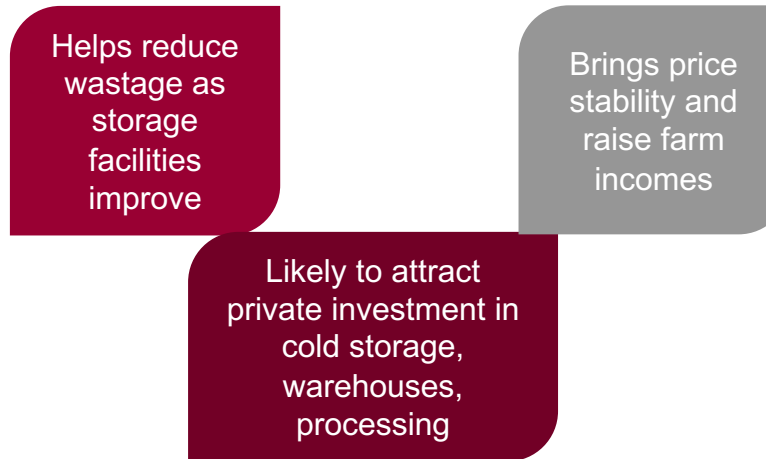 Helps reduce
wastage as
storage
facilities
improve
Brings price
stability and
raise farm
incomes
Likely to attract
private investment in
cold storage,
warehouses,
processing